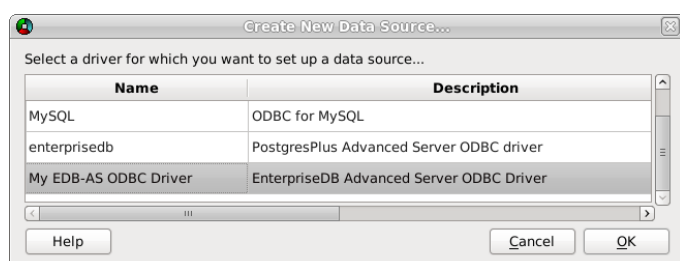 Create New Data Source...
Select a driver for which you want to set up a data source...
Name Description
MySQL ODBC for MySQL
enterprisedb PostgresPlus Advanced Server ODBC driver
My EDB-AS ODBC Driver EnterpriseDB Advanced Server ODBC Driver
Help Cancel OK